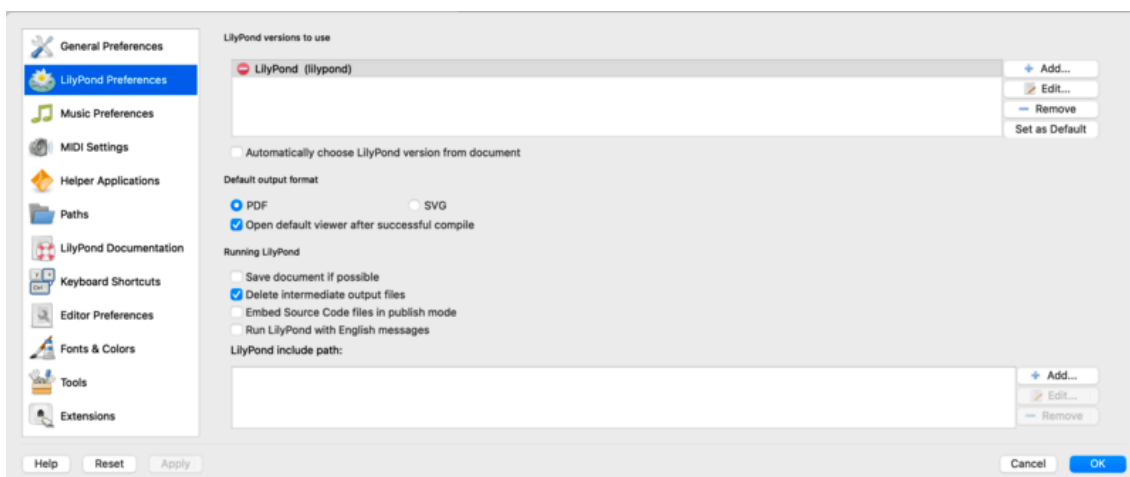 General Preferences
LilyPond Preferences
Music Preferences
MIDI Settings
Helper Applications
Paths
LilyPond Documentation
Keyboard Shortcuts
Editor Preferences
Fonts & Colors
Tools
Extensions
LilyPond versions to use
LilyPond (lilypond)
Add...
Edit...
Remove
Set as Default
Automatically choose LilyPond version from document
Default output format
PDF SVG
Open default viewer after successful compile
Running LilyPond
Save document if possible
Delete intermediate output files
Embed Source Code files in publish mode
Run LilyPond with English messages
LilyPond include path:
Add...
Edit...
Remove
Help Reset Apply Cancel OK